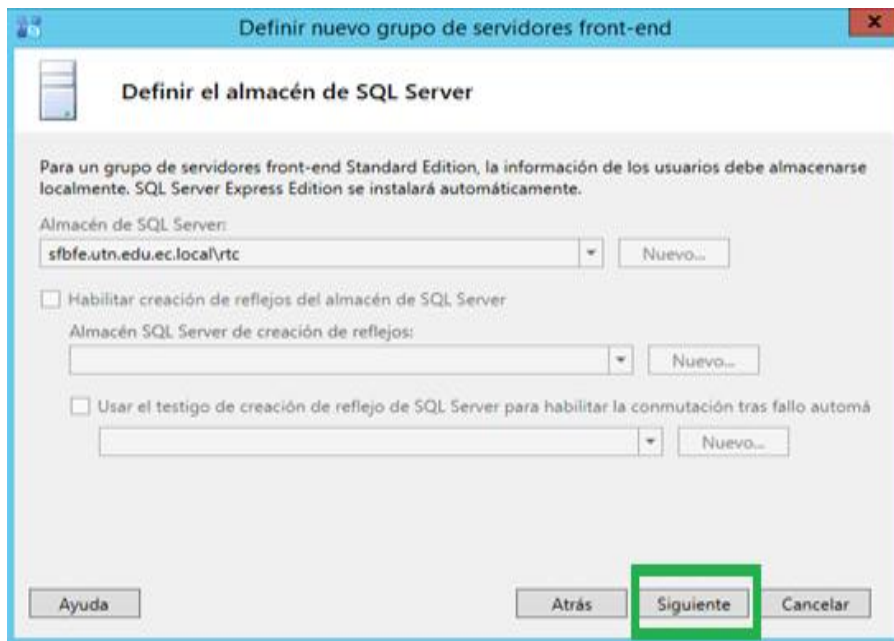 Definir nuevo grupo de servidores front-end
x
Definir el almacén de SQL Server
Para un grupo de servidores front-end Standard Edition, la información de los usuarios debe almacenarse
localmente. SQL Server Express Edition se instalará automáticamente.
Almacén de SQL Server:
sfbfe.utn.edu.ec.local\rtc
Nuevo...
Habilitar creación de reflejos del almacén de SQL Server
Almacén SQL Server de creación de reflejos:
Nuevo...
Usar el testigo de creación de reflejo de SQL Server para habilitar la conmutación tras fallo automá
Nuevo...
Ayuda Atrás Siguiente Cancelar